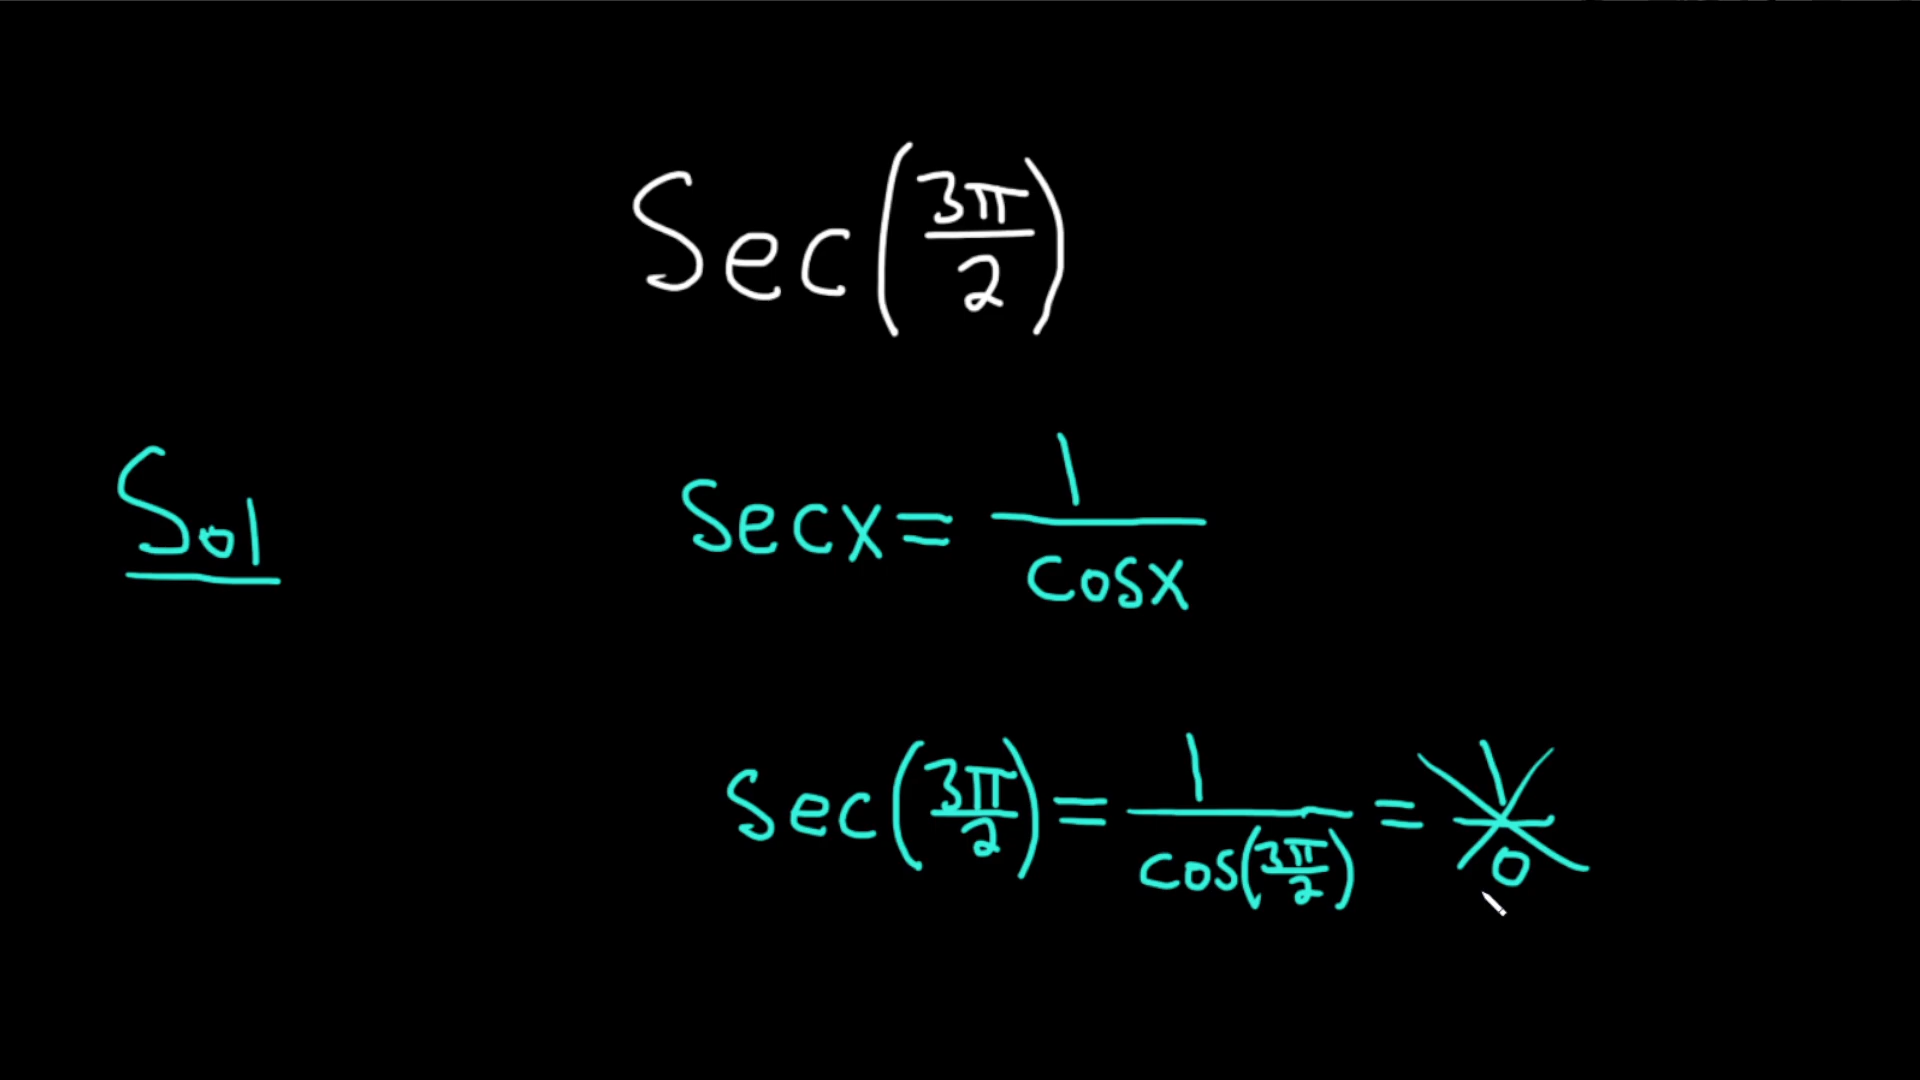 Sec(3π/2)
Sol
Secx = 1/cosx
Sec(3π/2) = 1/cos(3π/2) = 1/0